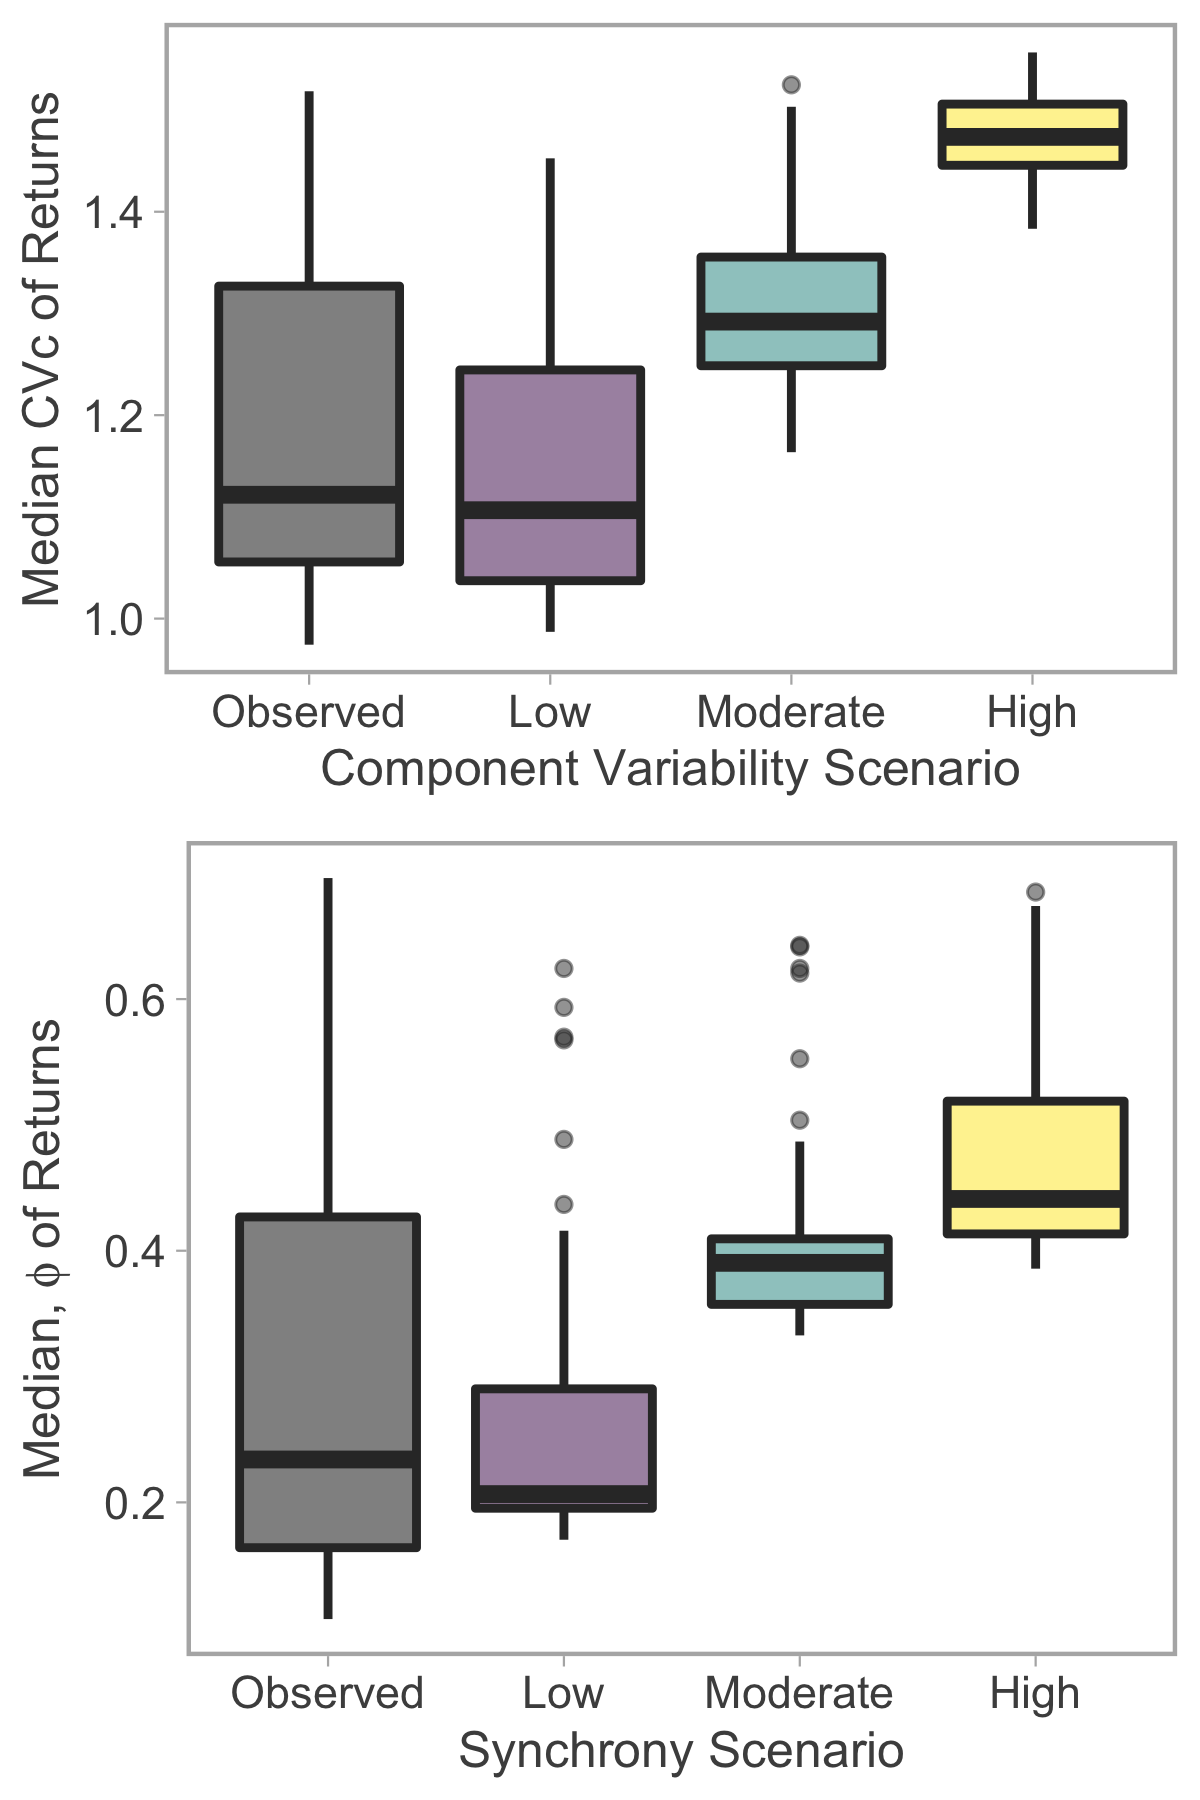 Median CVc of Returns
1.4
1.2
1.0
Observed Low Moderate High
Component Variability Scenario
Median, ϕ of Returns
0.6
0.4
0.2
Observed Low Moderate High
Synchrony Scenario